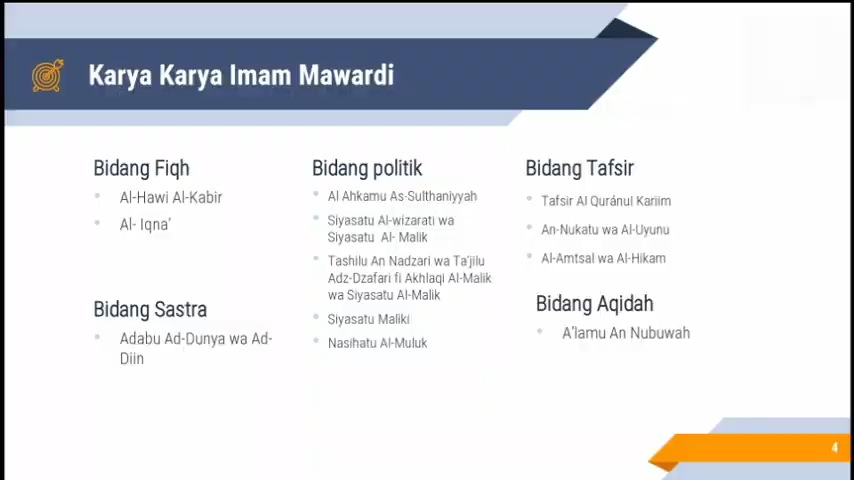 Karya Karya Imam Mawardi
Bidang Fiqh
Al-Hawi Al-Kabir
Al- Iqna’
Bidang Sastra
Adabu Ad-Dunya wa Ad-
Diin
Bidang politik
Al Ahkamu As-Sulthaniyyah
Siyasatu Al-wizarati wa
Siyasatu Al- Malik
Tashilu An Nadzari wa Ta’jilu
Adz-Dzafari fi Akhlaqi Al-Malik
wa Siyasatu Al-Malik
Siyasatu Maliki
Nasihatu Al-Muluk
Bidang Tafsir
Tafsir Al Quránul Kariim
An-Nukatu wa Al-Uyunu
Al-Amtsal wa Al-Hikam
Bidang Aqidah
A’lamu An Nubuwah
4